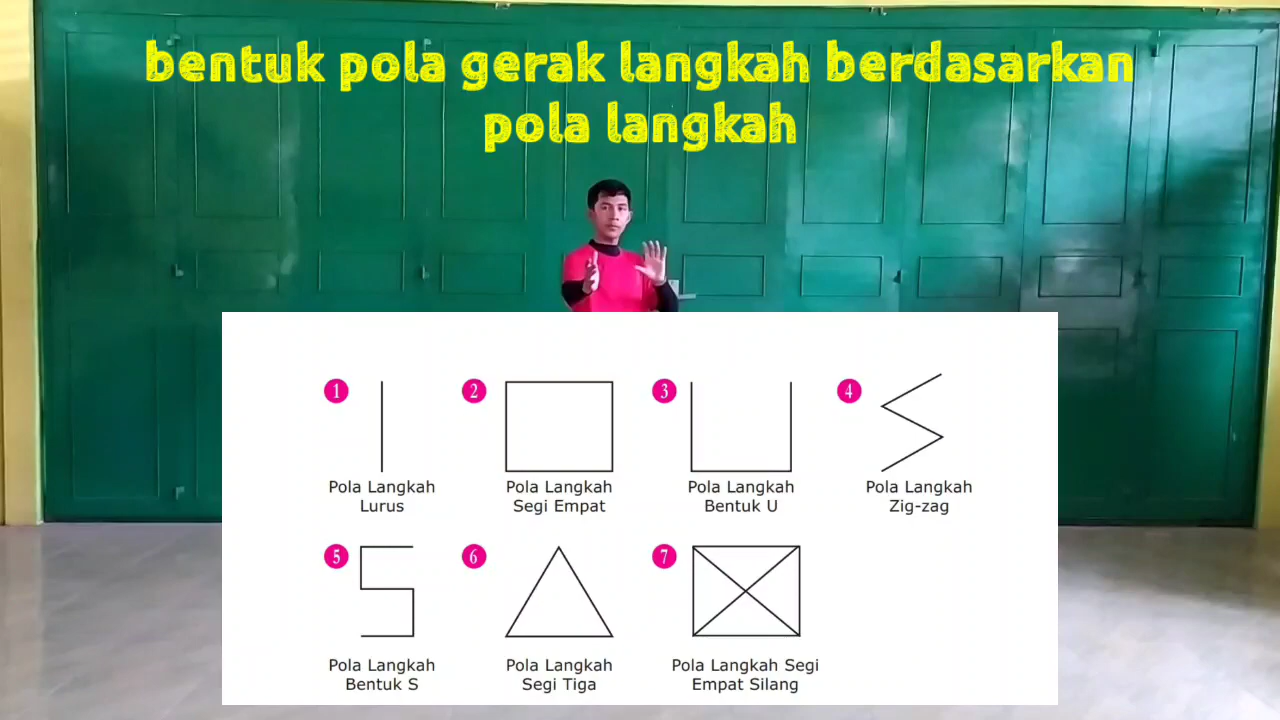 bentuk pola gerak langkah berdasarkan
pola langkah
1
Pola Langkah
Lurus
2
Pola Langkah
Segi Empat
3
Pola Langkah
Bentuk U
4
Pola Langkah
Zig-zag
5
Pola Langkah
Bentuk S
6
Pola Langkah
Segi Tiga
7
Pola Langkah Segi
Empat Silang